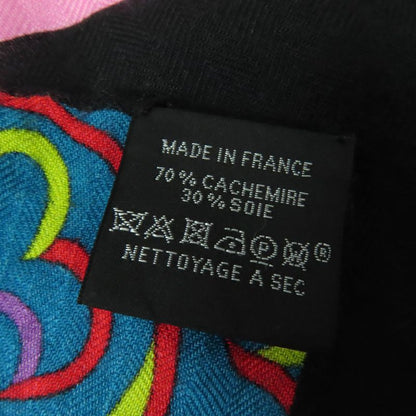 MADE IN FRANCE
70 % CACHEMIRE
30 % SOIE
P W ®
NETTOYAGE A SEC